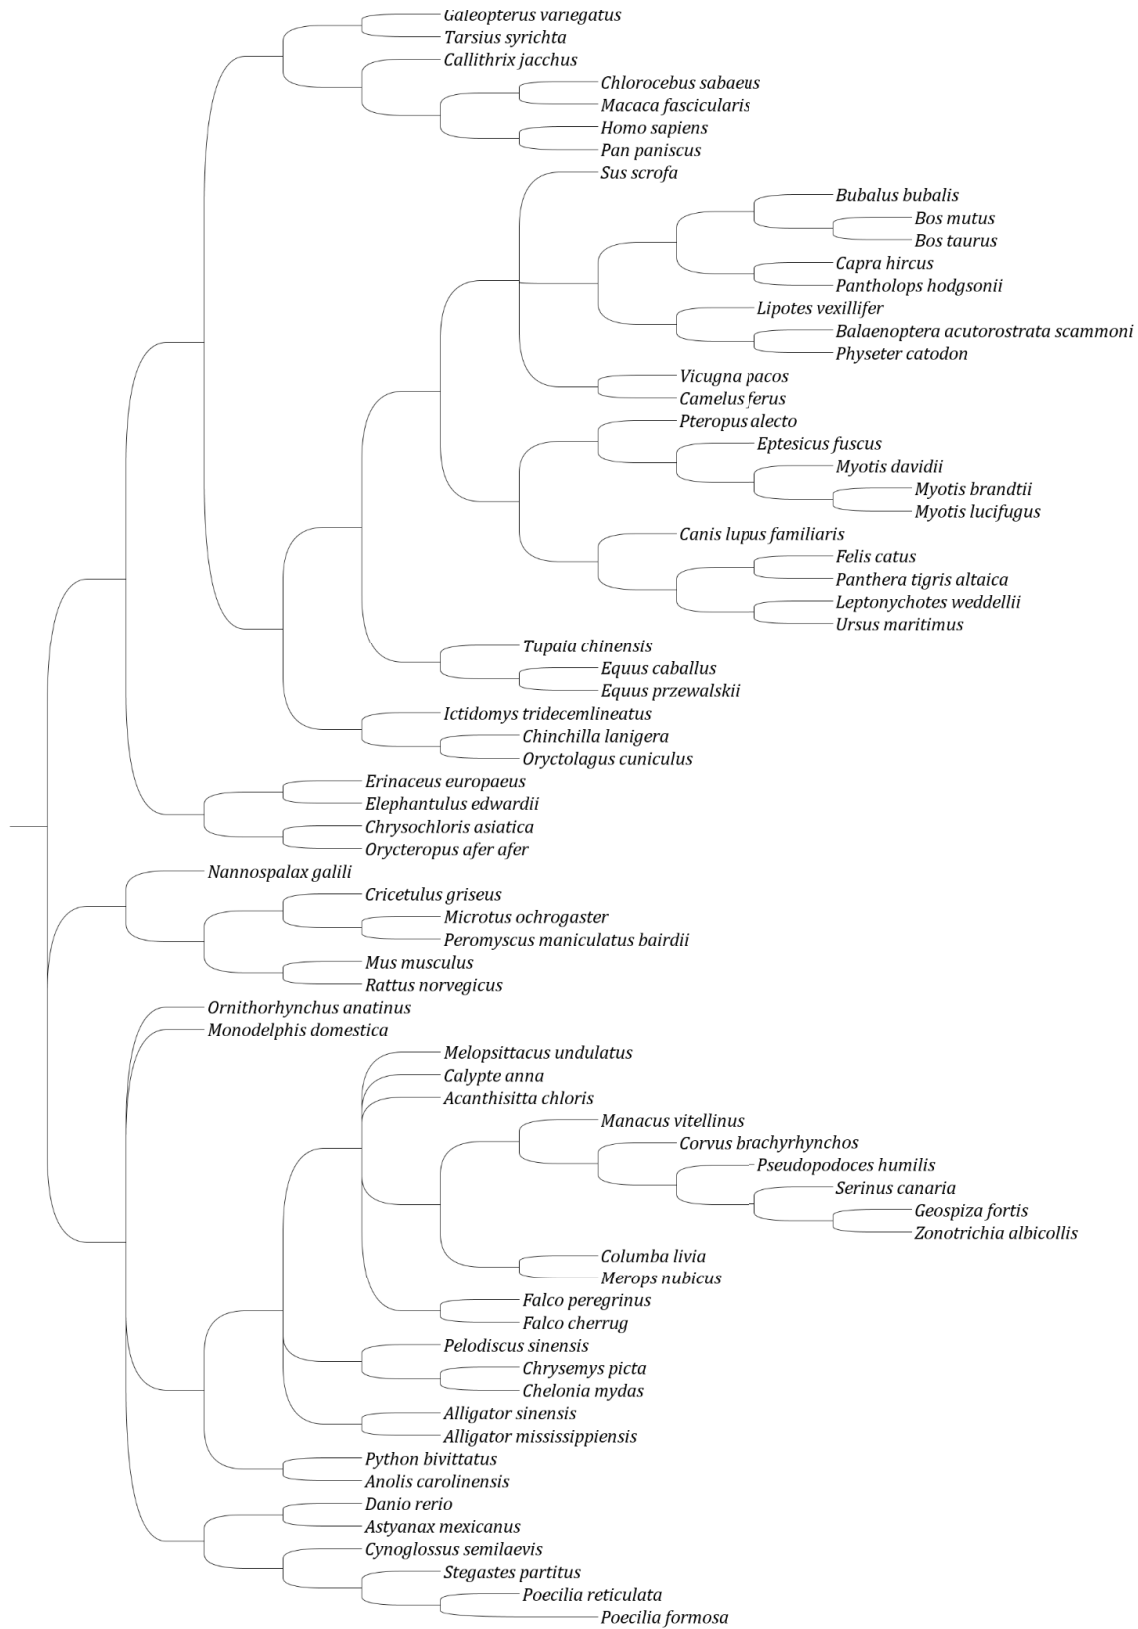 Galeopterus variegatus
Tarsius syrichta
Callithrix jacchus
Chlorocebus sabaeus
Macaca fascicularis
Homo sapiens
Pan paniscus
Sus scrofa
Bubalus bubalis
Bos mutus
Bos taurus
Capra hircus
Pantholops hodgsonii
Lipotes vexillifer
Balaenoptera acutorostrata scammoni
Physeter catodon
Vicugna pacos
Camelus ferus
Pteropus alecto
Eptesicus fuscus
Myotis davidii
Myotis brandtii
Myotis lucifugus
Canis lupus familiaris
Felis catus
Panthera tigris altaica
Leptonychotes weddellii
Ursus maritimus
Tupaia chinensis
Equus caballus
Equus przewalskii
Ictidomys tridecemlineatus
Chinchilla lanigera
Oryctolagus cuniculus
Erinaceus europaeus
Elephantulus edwardii
Chrysochloris asiatica
Orycteropus afer afer
Nannospalax galili
Cricetulus griseus
Microtus ochrogaster
Peromyscus maniculatus bairdii
Mus musculus
Rattus norvegicus
Ornithorhynchus anatinus
Monodelphis domestica
Melopsittacus undulatus
Calypte anna
Acanthisitta chloris
Manacus vitellinus
Corvus brachyrhynchos
Pseudopodoces humilis
Serinus canaria
Geospiza fortis
Zonotrichia albicollis
Columba livia
Merops nubicus
Falco peregrinus
Falco cherrug
Pelodiscus sinensis
Chrysemys picta
Chelonia mydas
Alligator sinensis
Alligator mississippiensis
Python bivittatus
Anolis carolinensis
Danio rerio
Astyanax mexicanus
Cynoglossus semilaevis
Stegastes partitus
Poecilia reticulata
Poecilia formosa